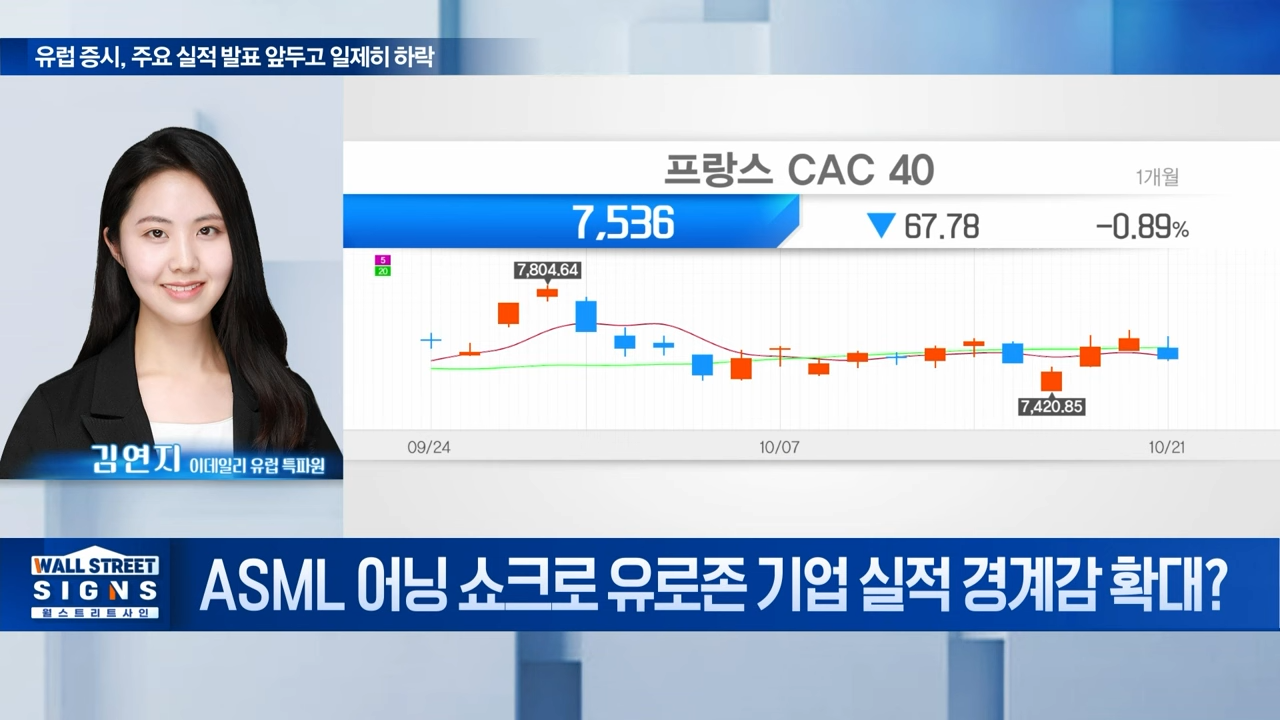 유럽 증시, 주요 실적 발표 앞두고 일제히 하락
프랑스 CAC 40
1개월
7,536
▼ 67.78
-0.89%
5
20
7,804.64
7,420.85
09/24
10/07
10/21
김연지 이데일리 유럽 특파원
WALL STREET
SIGNS
월스트리트사인
ASML 어닝 쇼크로 유로존 기업 실적 경계감 확대?